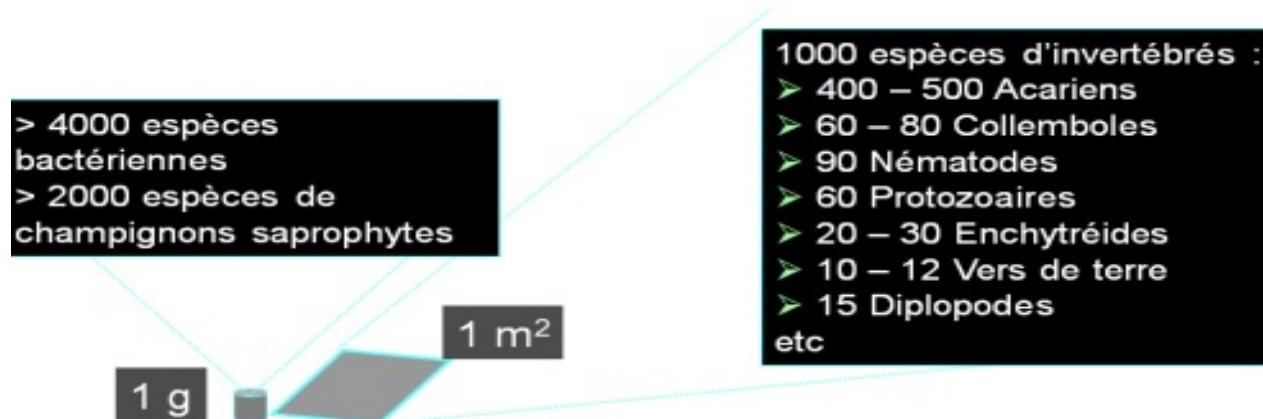 > 4000 espèces
bactériennes
> 2000 espèces de
champignons saprophytes
1000 espèces d'invertébrés :
➢ 400 – 500 Acariens
➢ 60 – 80 Collemboles
➢ 90 Nématodes
➢ 60 Protozoaires
➢ 20 – 30 Enchytréides
➢ 10 – 12 Vers de terre
➢ 15 Diplopodes
etc
1 m²
1 g